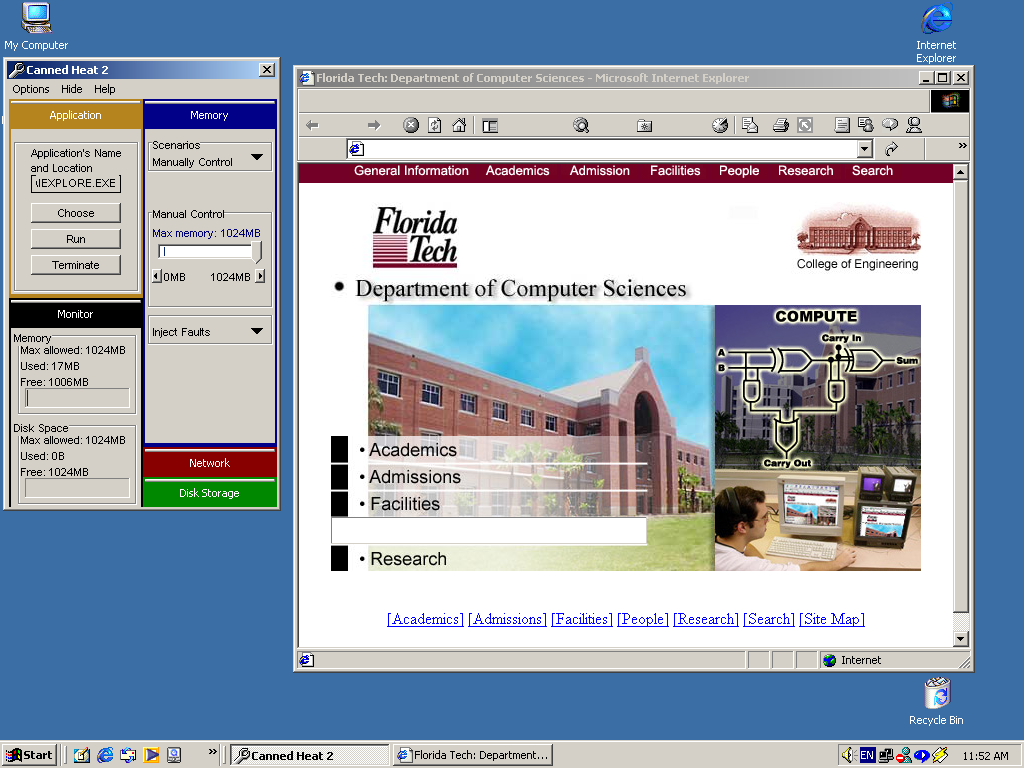 My Computer
Internet
Explorer
Canned Heat 2
Options Hide Help
Application
Application's Name
and Location
\IEXPLORE.EXE
Choose
Run
Terminate
Monitor
Memory
Max allowed: 1024MB
Used: 17MB
Free: 1006MB
Disk Space
Max allowed: 1024MB
Used: 0B
Free: 1024MB
Memory
Scenarios
Manually Control
Manual Control
Max memory: 1024MB
0MB 1024MB
Inject Faults
Network
Disk Storage
Florida Tech: Department of Computer Sciences - Microsoft Internet Explorer
General Information Academics Admission Facilities People Research Search
Florida
Tech
College of Engineering
• Department of Computer Sciences
COMPUTE
Carry In
A
B
Sum
Carry Out
• Academics
• Admissions
• Facilities
• Research
[Academics] [Admissions] [Facilities] [People] [Research] [Search] [Site Map]
Internet
Recycle Bin
Start
Canned Heat 2
Florida Tech: Department...
EN
11:52 AM